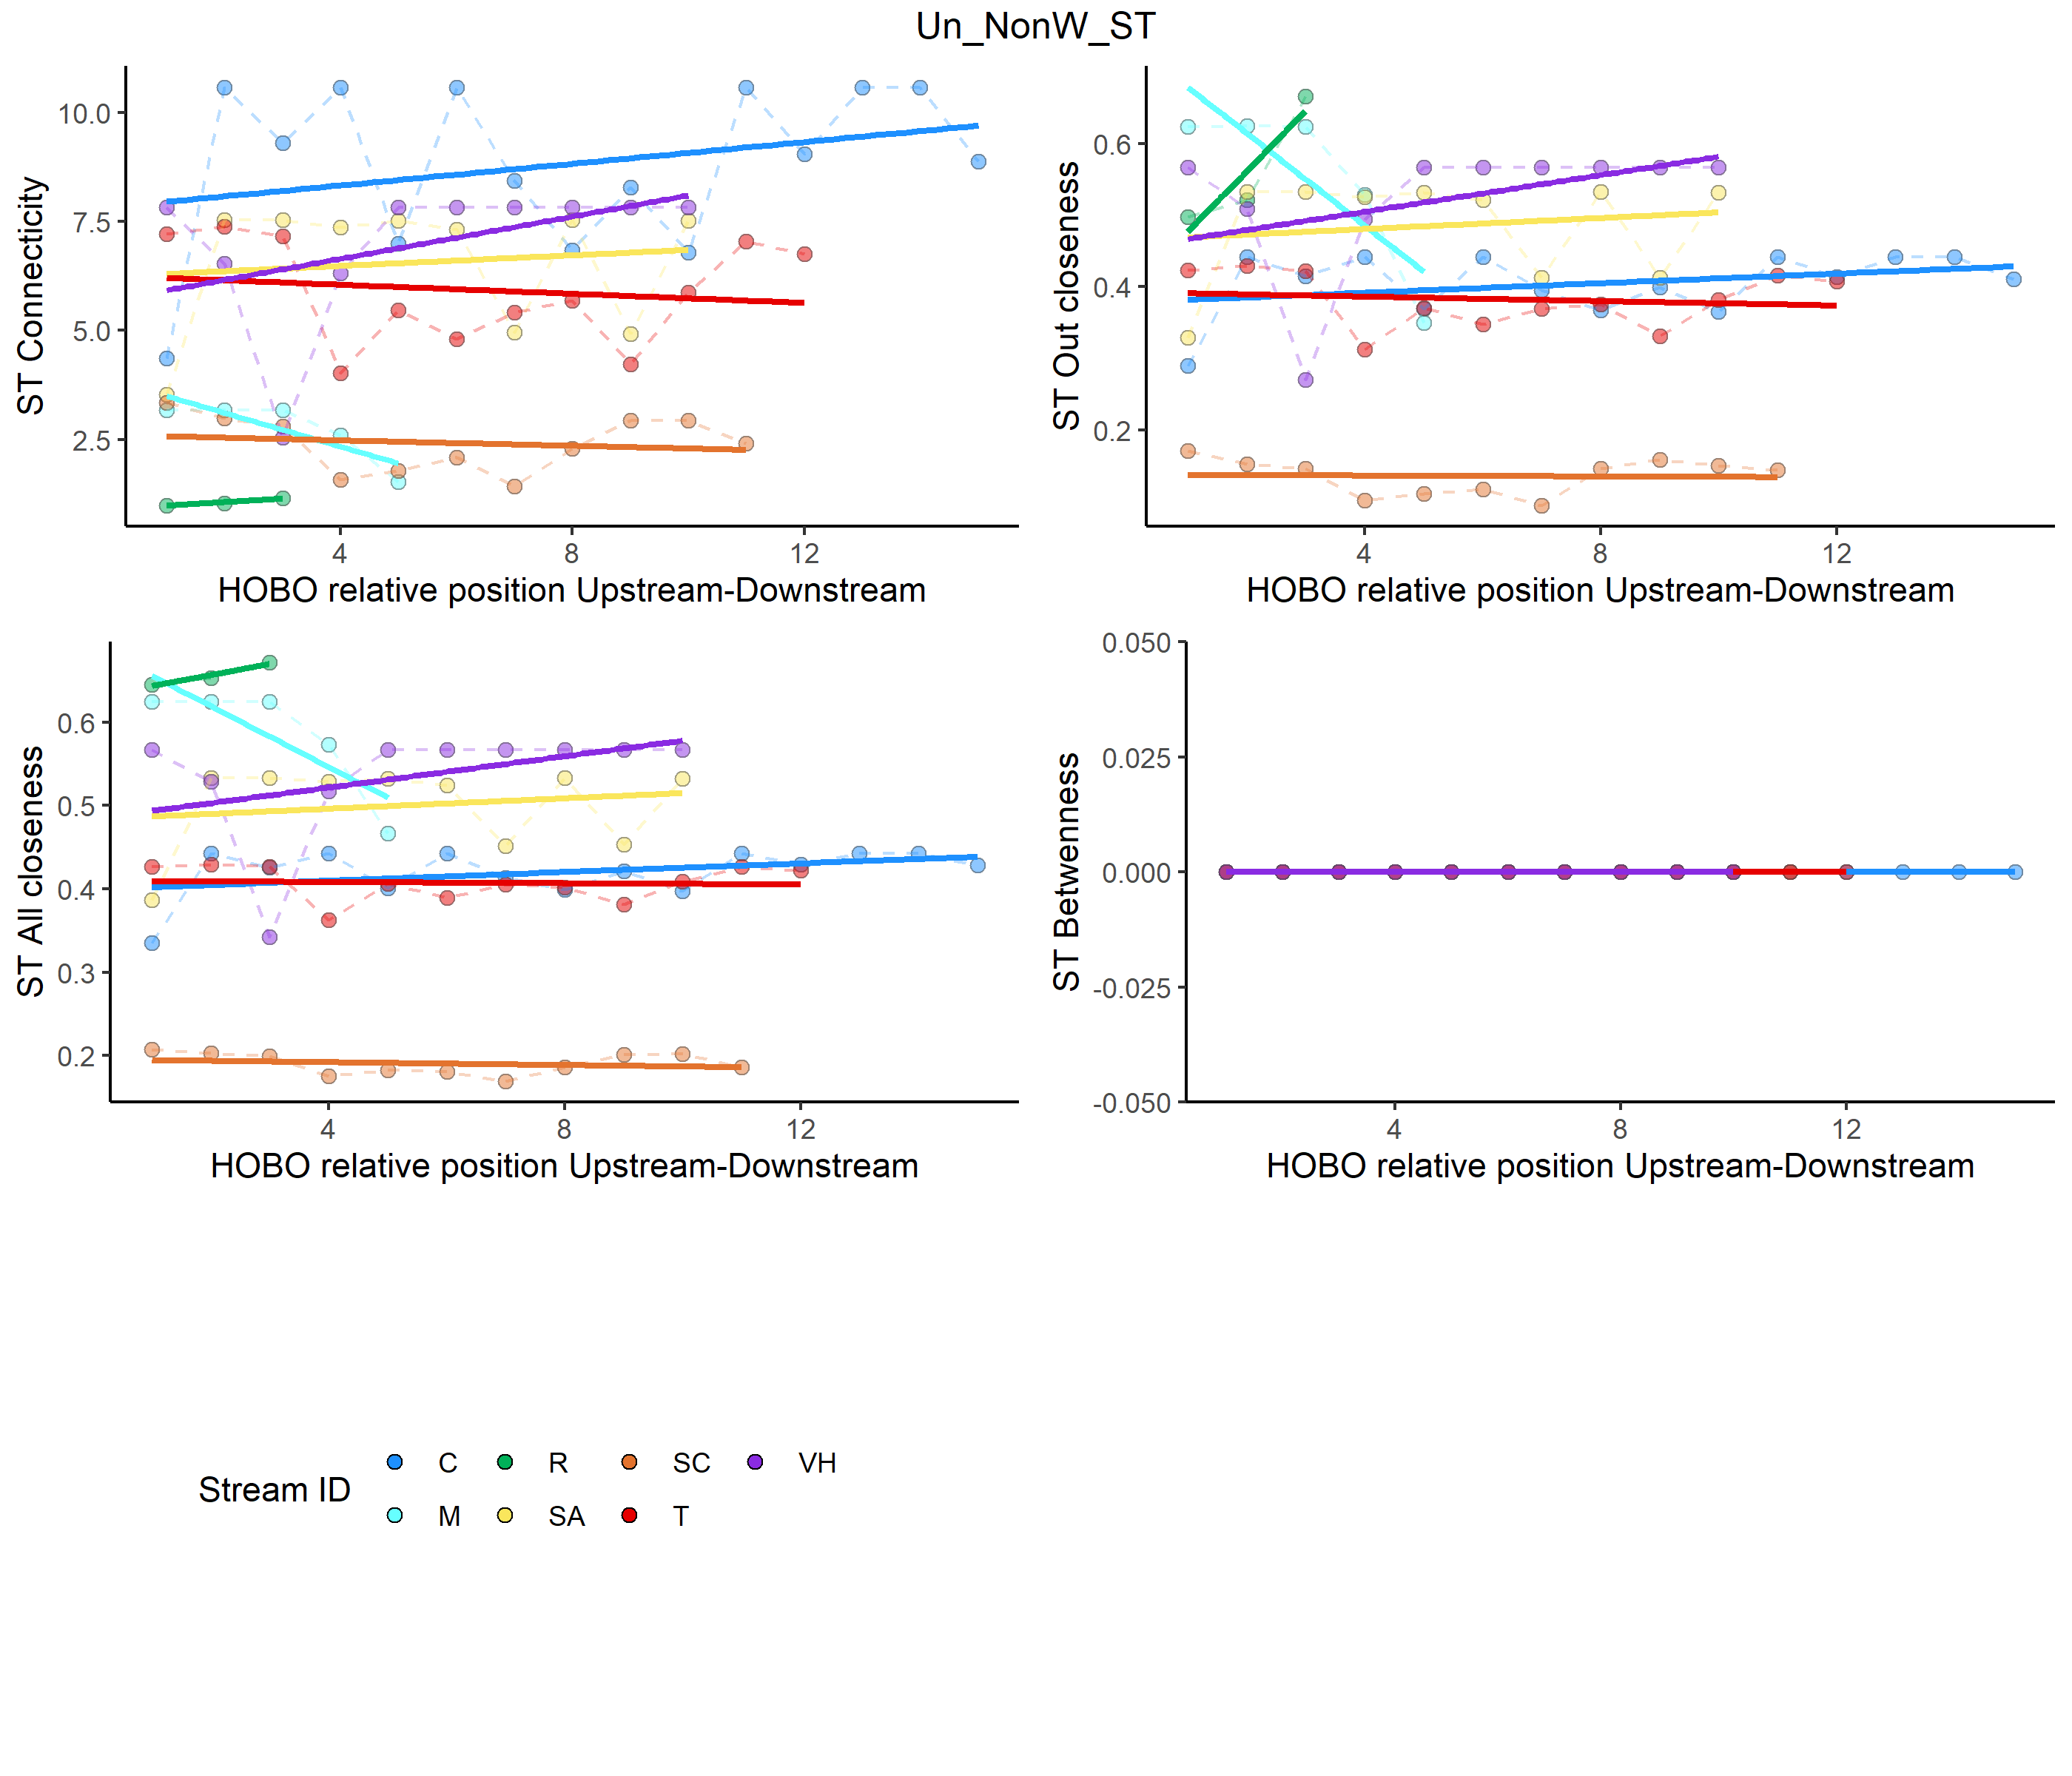 Un_NonW_ST
ST Connecticity
10.0
7.5
5.0
2.5
4 8 12
HOBO relative position Upstream-Downstream
ST Out closeness
0.6
0.4
0.2
4 8 12
HOBO relative position Upstream-Downstream
ST All closeness
0.6
0.5
0.4
0.3
0.2
4 8 12
HOBO relative position Upstream-Downstream
ST Betwenness
0.050
0.025
0.000
-0.025
-0.050
4 8 12
HOBO relative position Upstream-Downstream
Stream ID
C R SC VH
M SA T